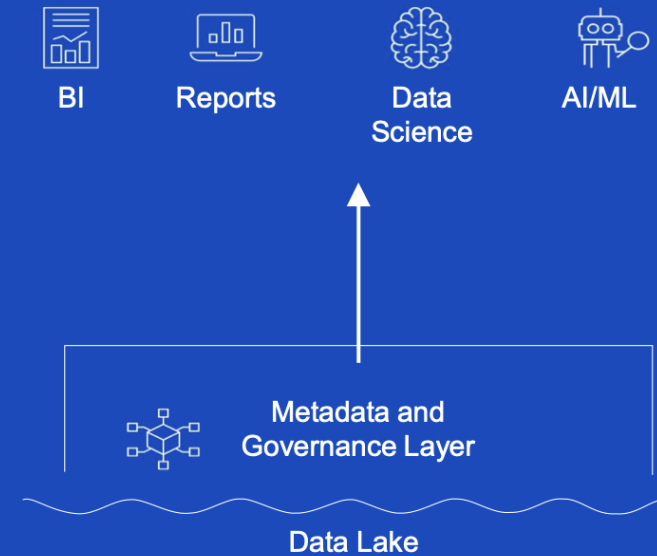 BI
Reports
Data
Science
AI/ML
Metadata and
Governance Layer
Data Lake